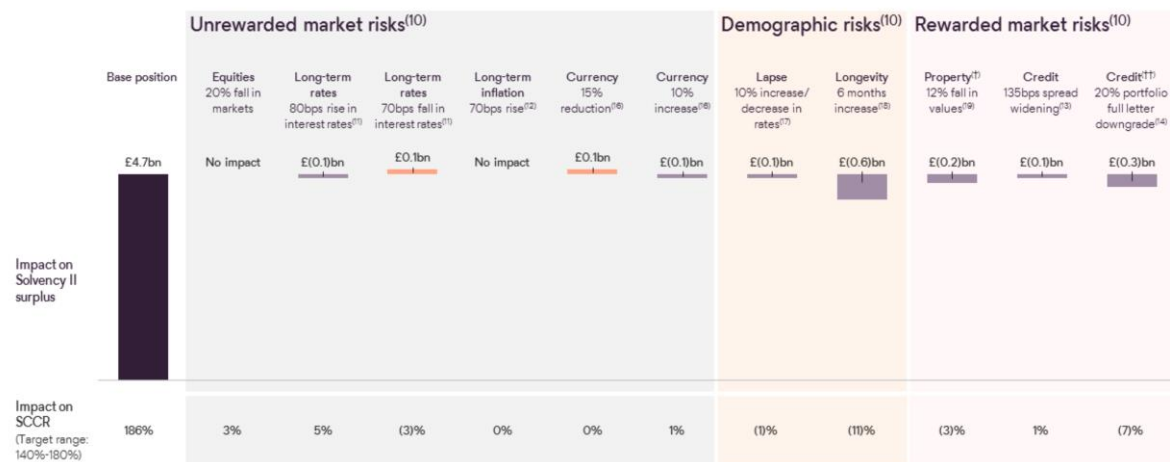 Unrewarded market risks(10)
Demographic risks(10)
Rewarded market risks(10)
Base position
Equities
20% fall in
markets
Long-term
rates
80bps rise in
interest rates(11)
Long-term
rates
70bps fall in
interest rates(11)
Long-term
inflation
70bps rise(12)
Currency
15%
reduction(16)
Currency
10%
increase(16)
Lapse
10% increase/
decrease in
rates(17)
Longevity
6 months
increase(18)
Property(†)
12% fall in
values(19)
Credit
135bps spread
widening(13)
Credit(††)
20% portfolio
full letter
downgrade(14)
£4.7bn
No impact
£(0.1)bn
£0.1bn
No impact
£0.1bn
£(0.1)bn
£(0.1)bn
£(0.6)bn
£(0.2)bn
£(0.1)bn
£(0.3)bn
Impact on
Solvency II
surplus
Impact on
SCCR
(Target range:
140%-180%)
186%
3%
5%
(3)%
0%
0%
1%
(1)%
(11)%
(3)%
1%
(7)%